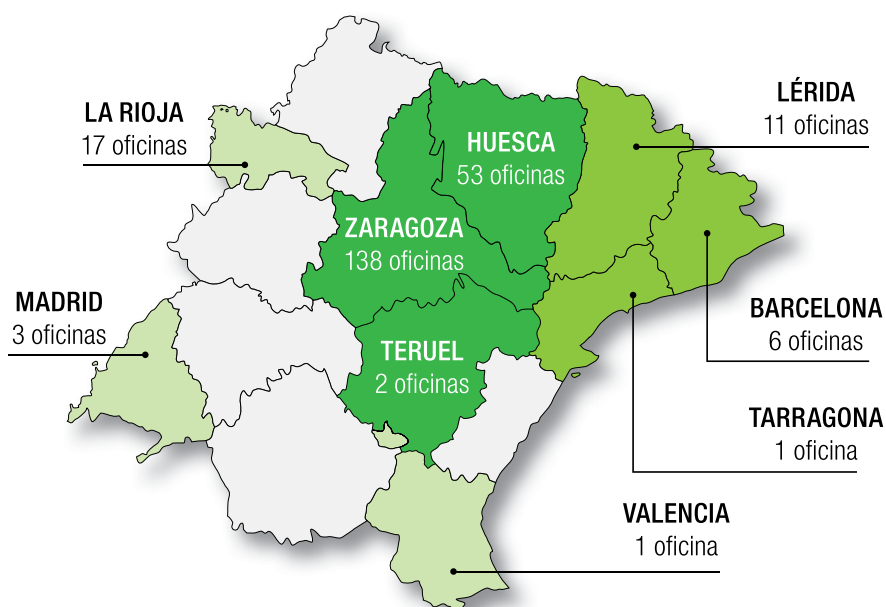 LA RIOJA
17 oficinas
HUESCA
53 oficinas
LÉRIDA
11 oficinas
ZARAGOZA
138 oficinas
MADRID
3 oficinas
TERUEL
2 oficinas
BARCELONA
6 oficinas
TARRAGONA
1 oficina
VALENCIA
1 oficina